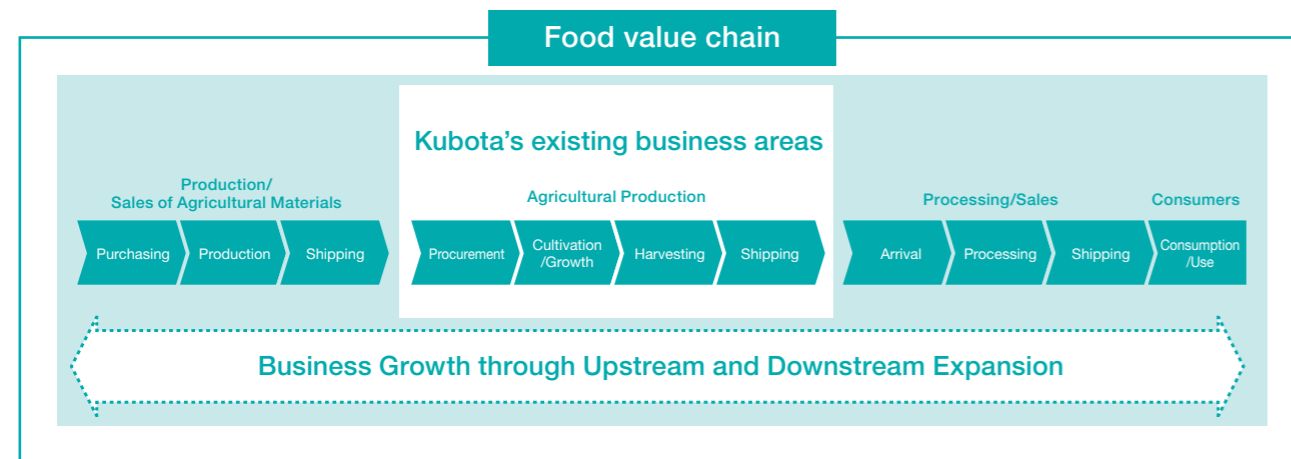 Food value chain
Kubota’s existing business areas
Production/
Sales of Agricultural Materials
Agricultural Production
Processing/Sales
Consumers
Purchasing
Production
Shipping
Procurement
Cultivation
/Growth
Harvesting
Shipping
Arrival
Processing
Shipping
Consumption
/Use
Business Growth through Upstream and Downstream Expansion